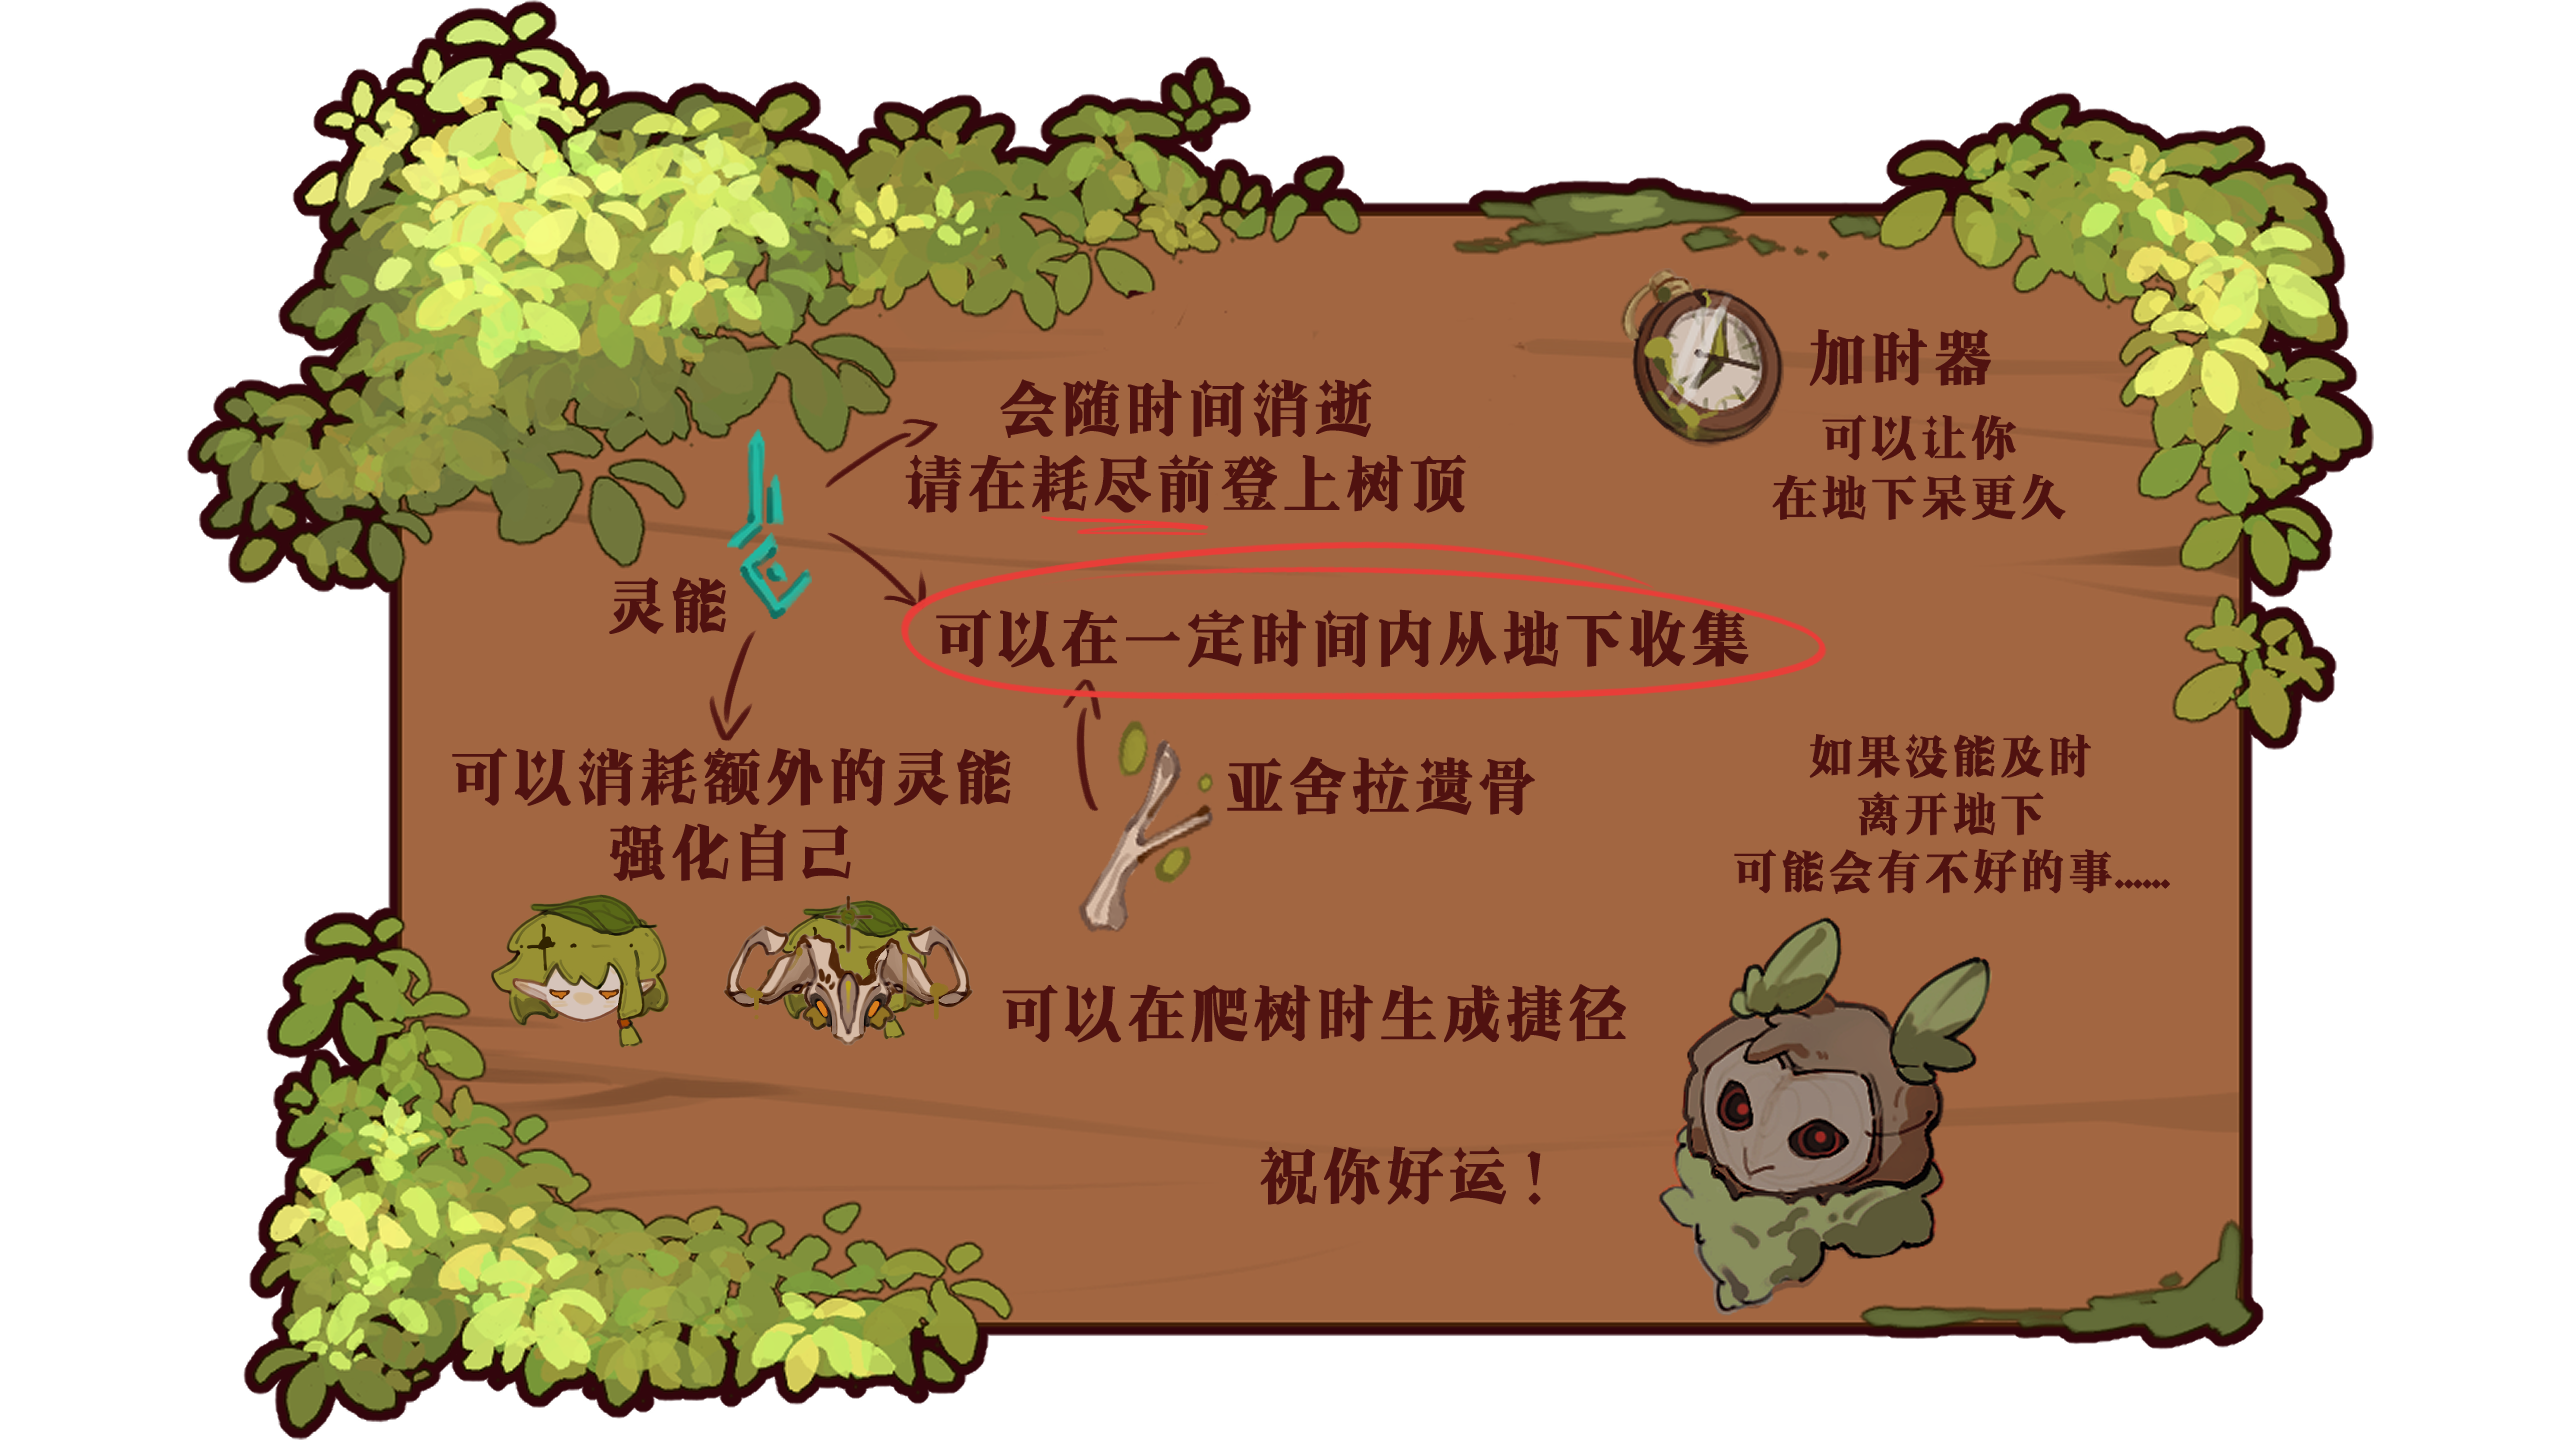 会随时间消逝
请在耗尽前登上树顶
加时器
可以让你
在地下呆更久
灵能
可以在一定时间内从地下收集
可以消耗额外的灵能
强化自己
亚舍拉遗骨
如果没能及时
离开地下
可能会有不好的事……
可以在爬树时生成捷径
祝你好运！